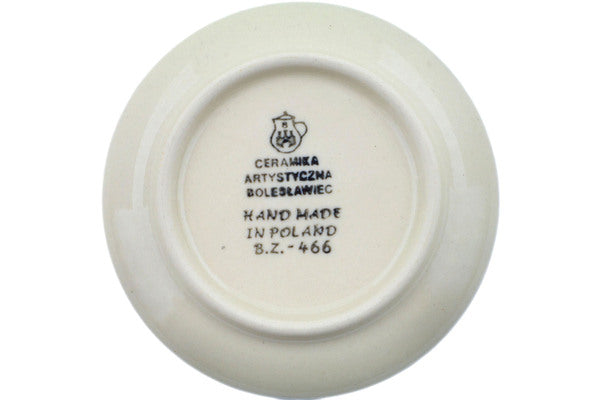 B
CERAMIKA
ARTYSTYCZNA
BOLESŁAWIEC
HAND MADE
IN POLAND
B.Z.-466